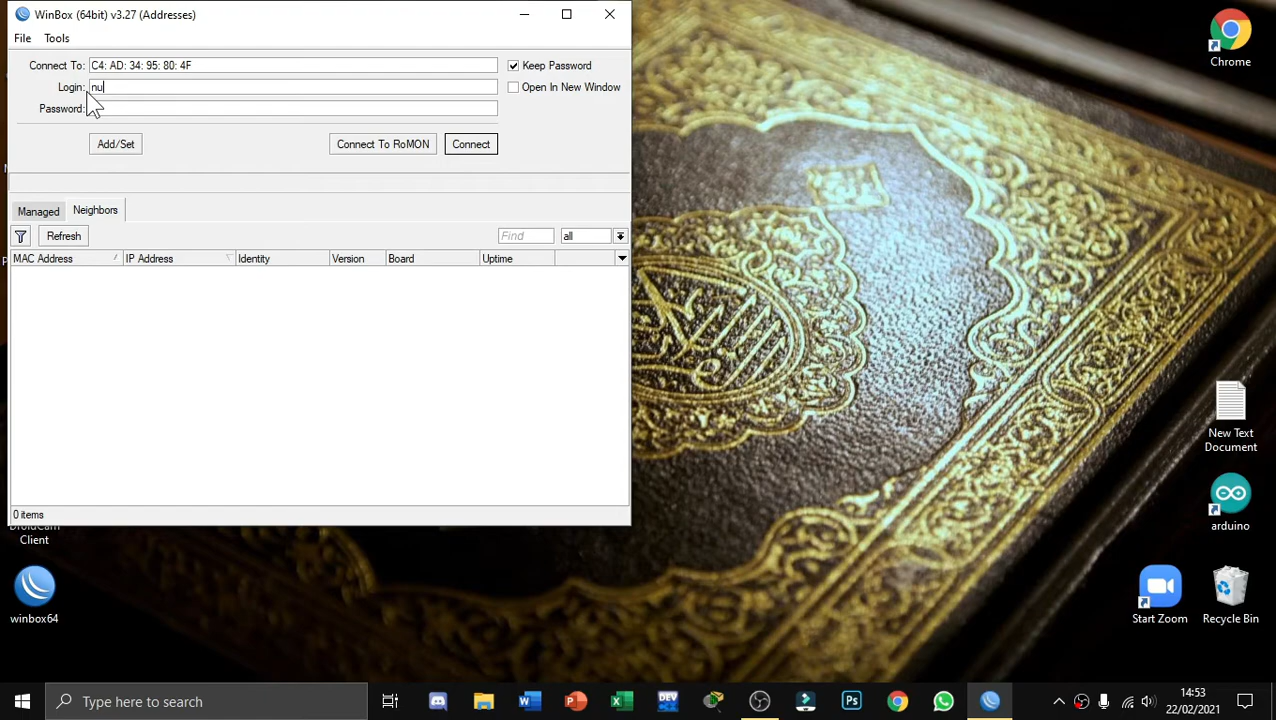 WinBox (64bit) v3.27 (Addresses)
File Tools
Connect To: C4: AD: 34: 95: 80: 4F Keep Password
Login: nu Open In New Window
Password:
Add/Set Connect To RoMON Connect
Managed Neighbors
Refresh Find all
MAC Address IP Address Identity Version Board Uptime
0 items
Client
winbox64
Chrome
New Text
Document
arduino
Start Zoom Recycle Bin
Type here to search
14:53
22/02/2021